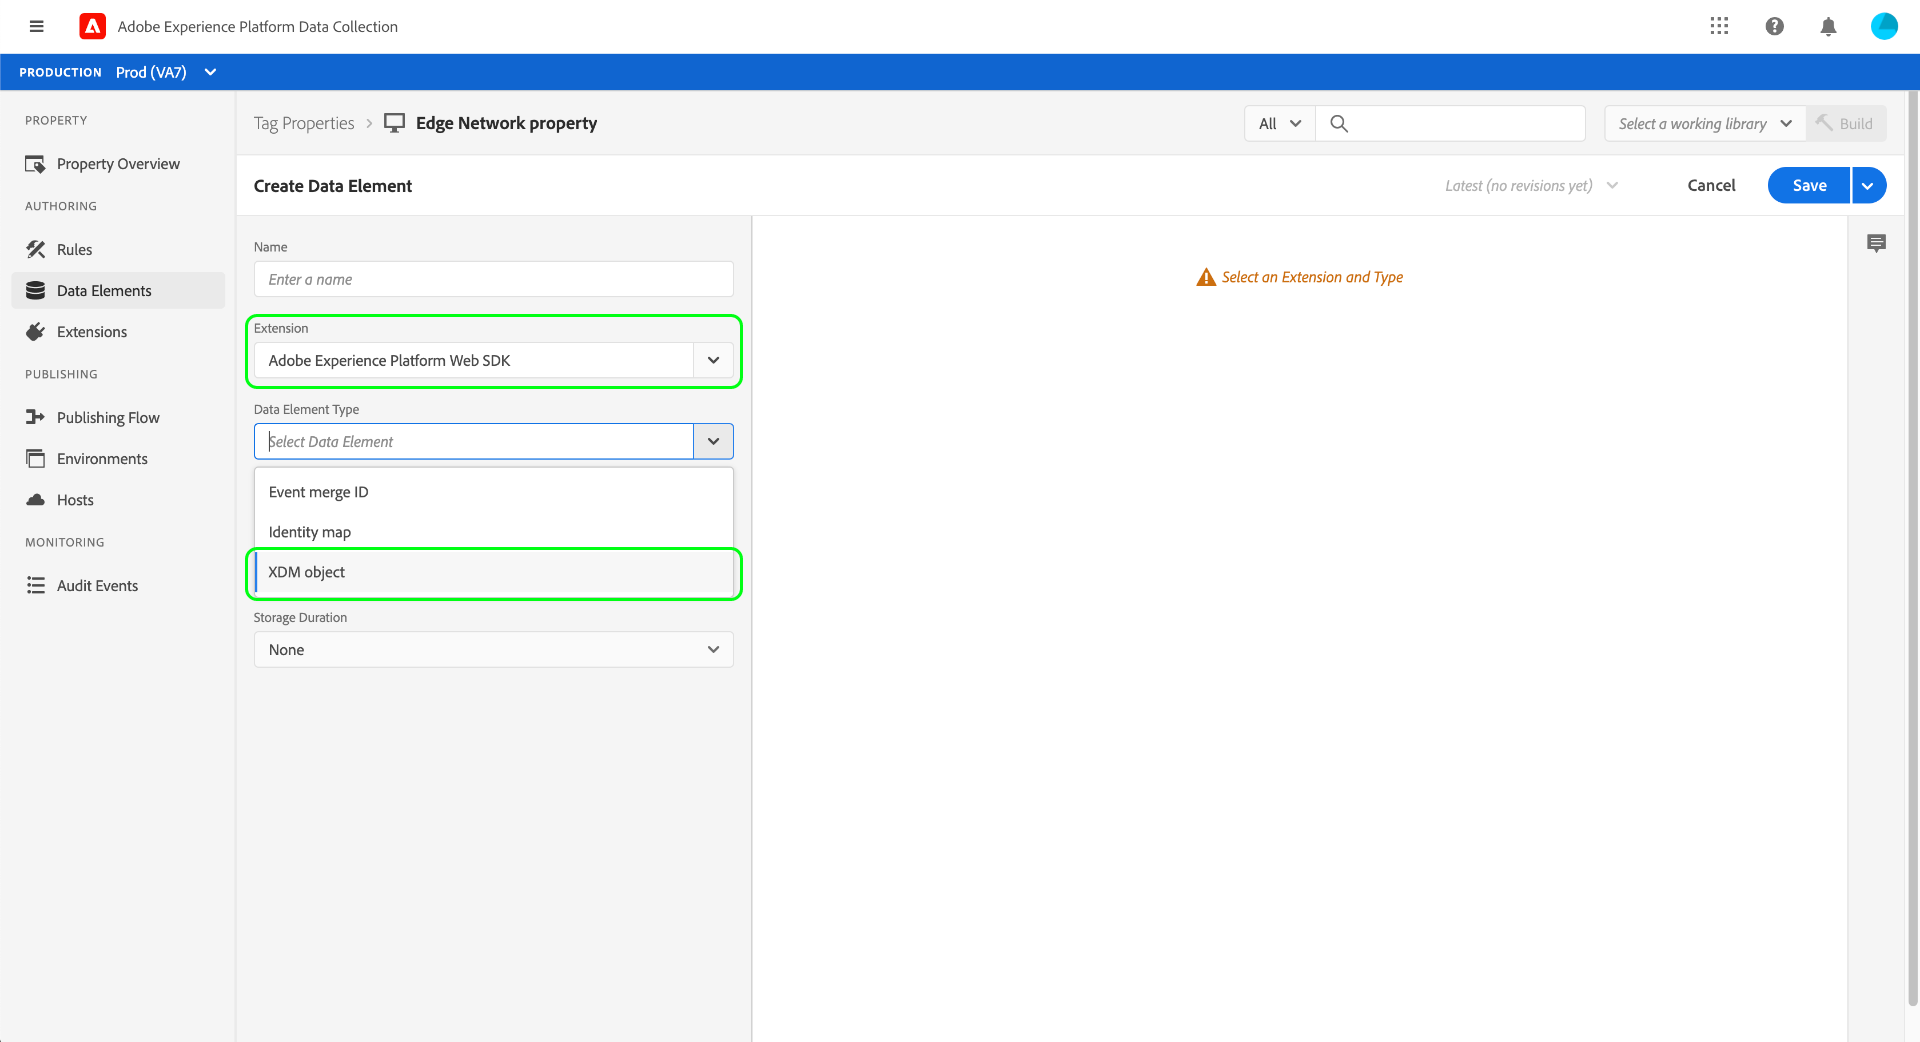 Adobe Experience Platform Data Collection
PRODUCTION Prod (VA7)
PROPERTY
Property Overview
AUTHORING
Rules
Data Elements
Extensions
PUBLISHING
Publishing Flow
Environments
Hosts
MONITORING
Audit Events
Tag Properties > Edge Network property
All
Select a working library
Build
Create Data Element
Latest (no revisions yet)
Cancel
Save
Name
Enter a name
Extension
Adobe Experience Platform Web SDK
Data Element Type
Select Data Element
Event merge ID
Identity map
XDM object
Storage Duration
None
Select an Extension and Type